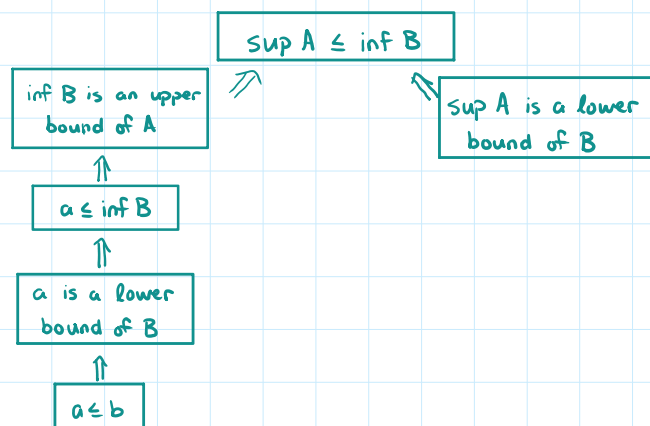 sup A ≤ inf B
inf B is an upper
bound of A
sup A is a lower
bound of B
a ≤ inf B
a is a lower
bound of B
a ≤ b